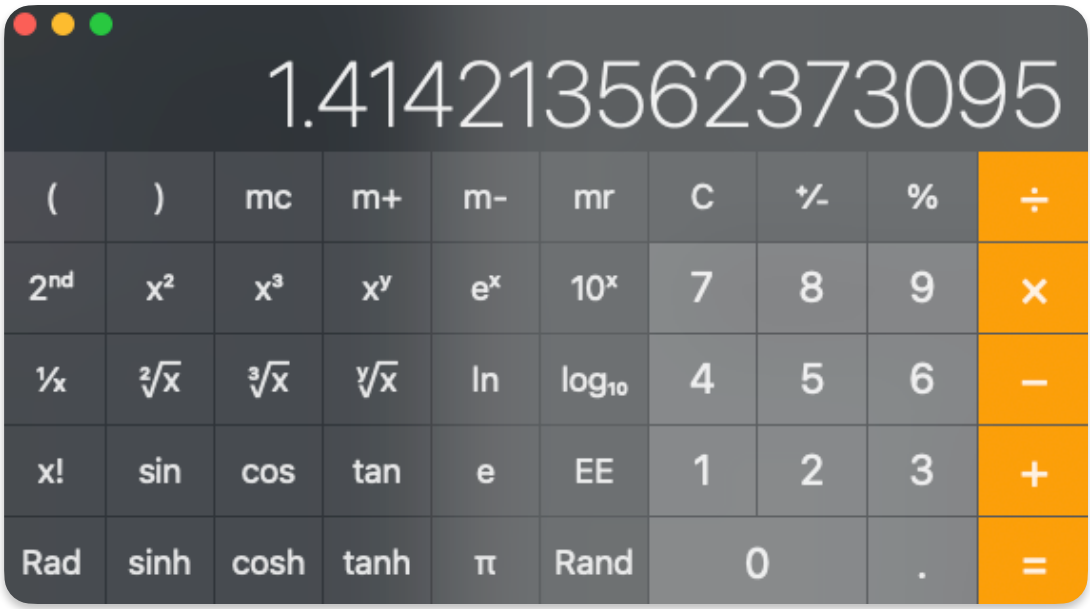 1.414213562373095
( ) mc m+ m- mr C ⁺∕₋ % ÷
2ⁿᵈ x² x³ xʸ eˣ 10ˣ 7 8 9 ×
¹∕ₓ ²√x ³√x ʸ√x ln log₁₀ 4 5 6 −
x! sin cos tan e EE 1 2 3 +
Rad sinh cosh tanh π Rand 0 . =